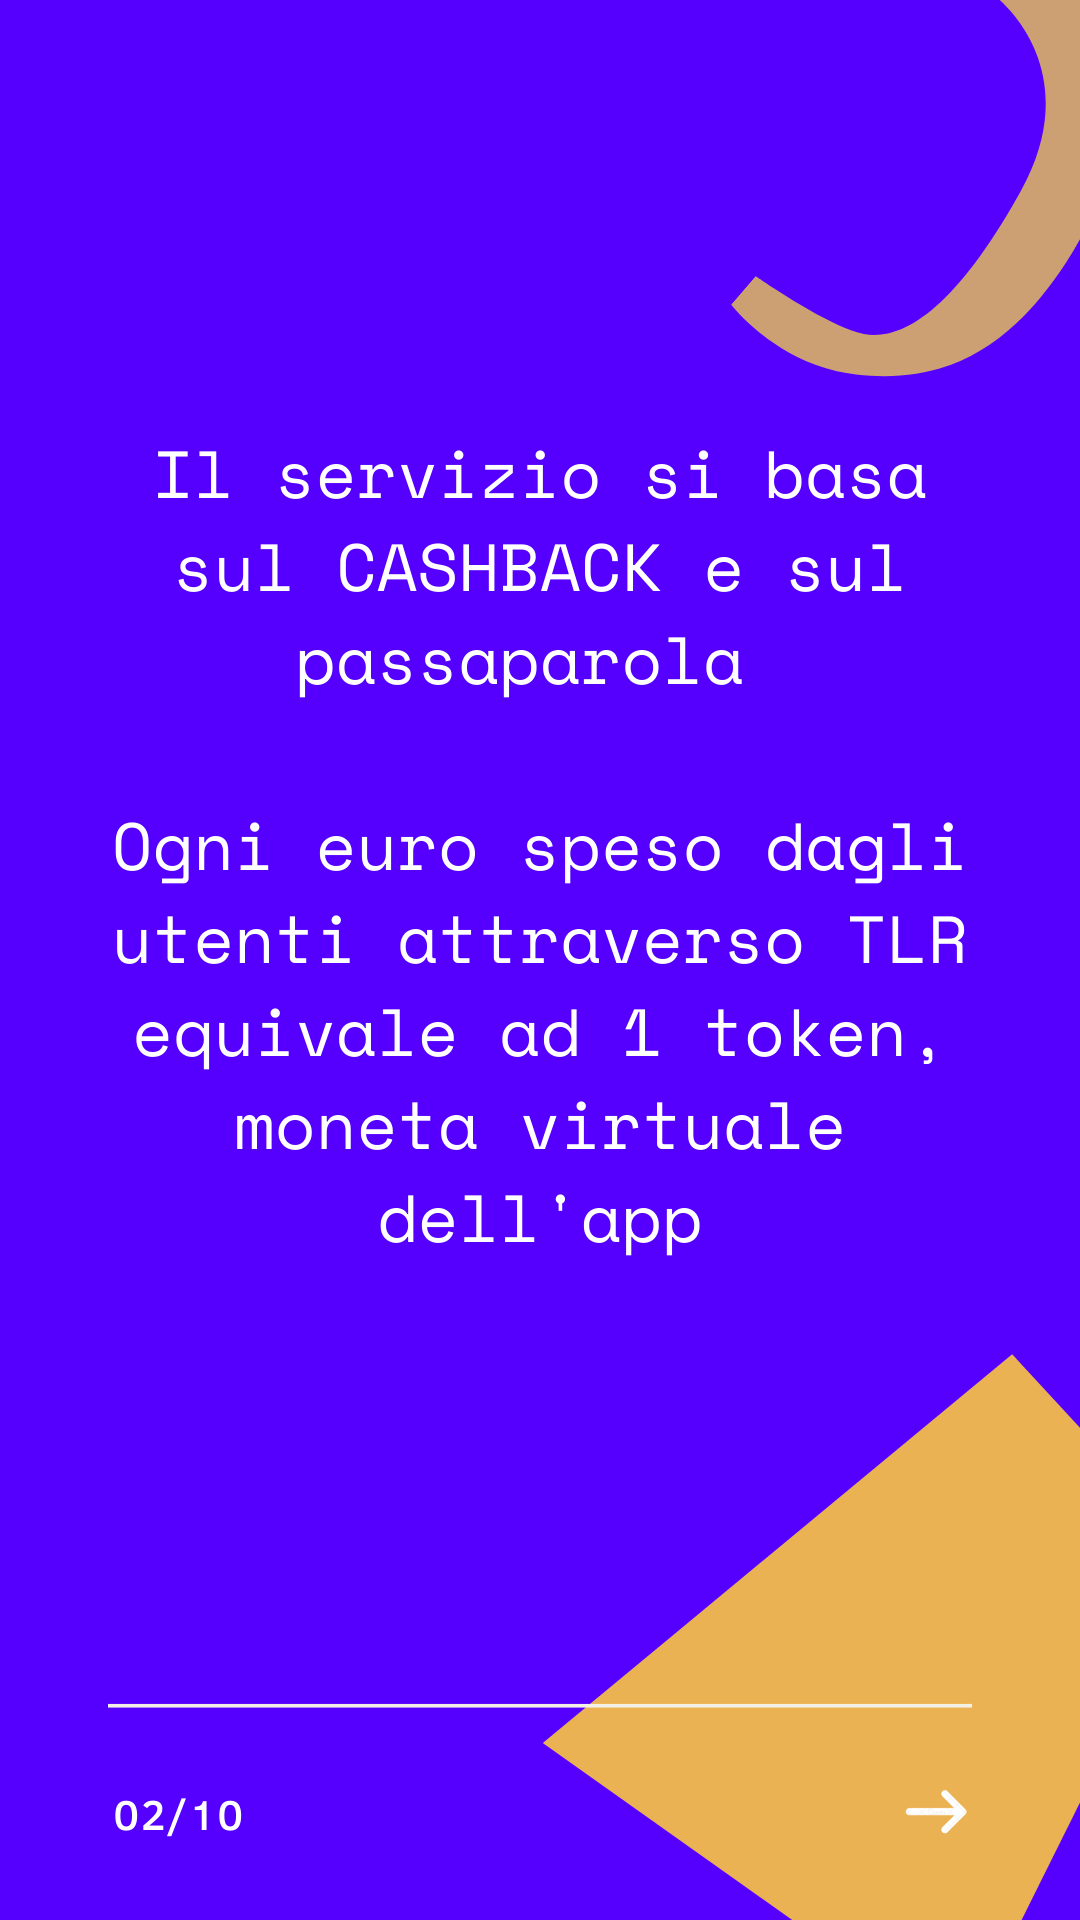 Il servizio si basa
sul CASHBACK e sul
passaparola
Ogni euro speso dagli
utenti attraverso TLR
equivale ad 1 token,
moneta virtuale
dell'app
02/10